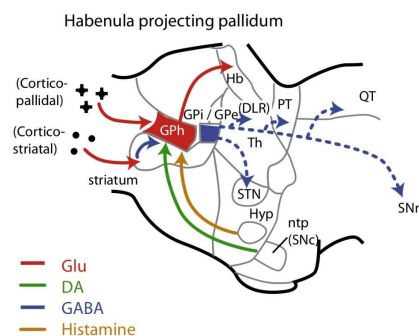 Habenula projecting pallidum
(Cortico-
pallidal)
(Cortico-
striatal)
striatum
GPh
GPi / GPe
Hb
(DLR)
PT
QT
Th
STN
SNr
Hyp
ntp
(SNc)
Glu
DA
GABA
Histamine